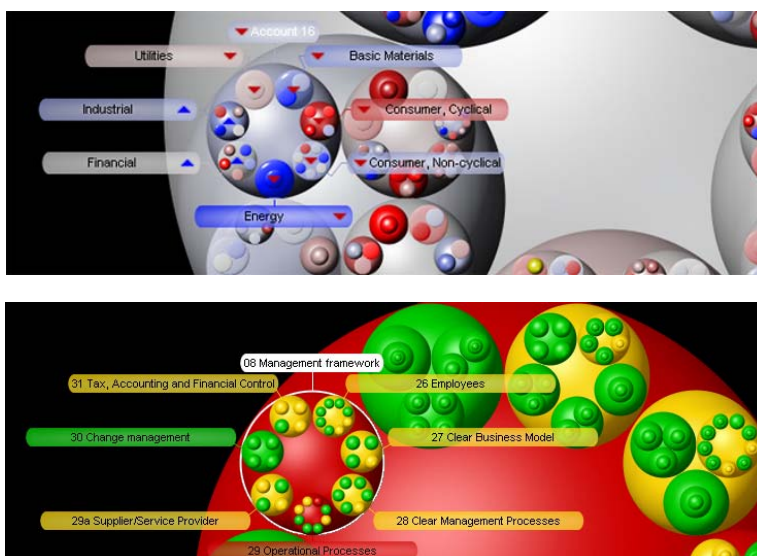 Account 16
Utilities
Basic Materials
Industrial
Consumer, Cyclical
Financial
Consumer, Non-cyclical
Energy
08 Management framework
31 Tax, Accounting and Financial Control
26 Employees
30 Change management
27 Clear Business Model
29a Supplier/Service Provider
28 Clear Management Processes
29 Operational Processes